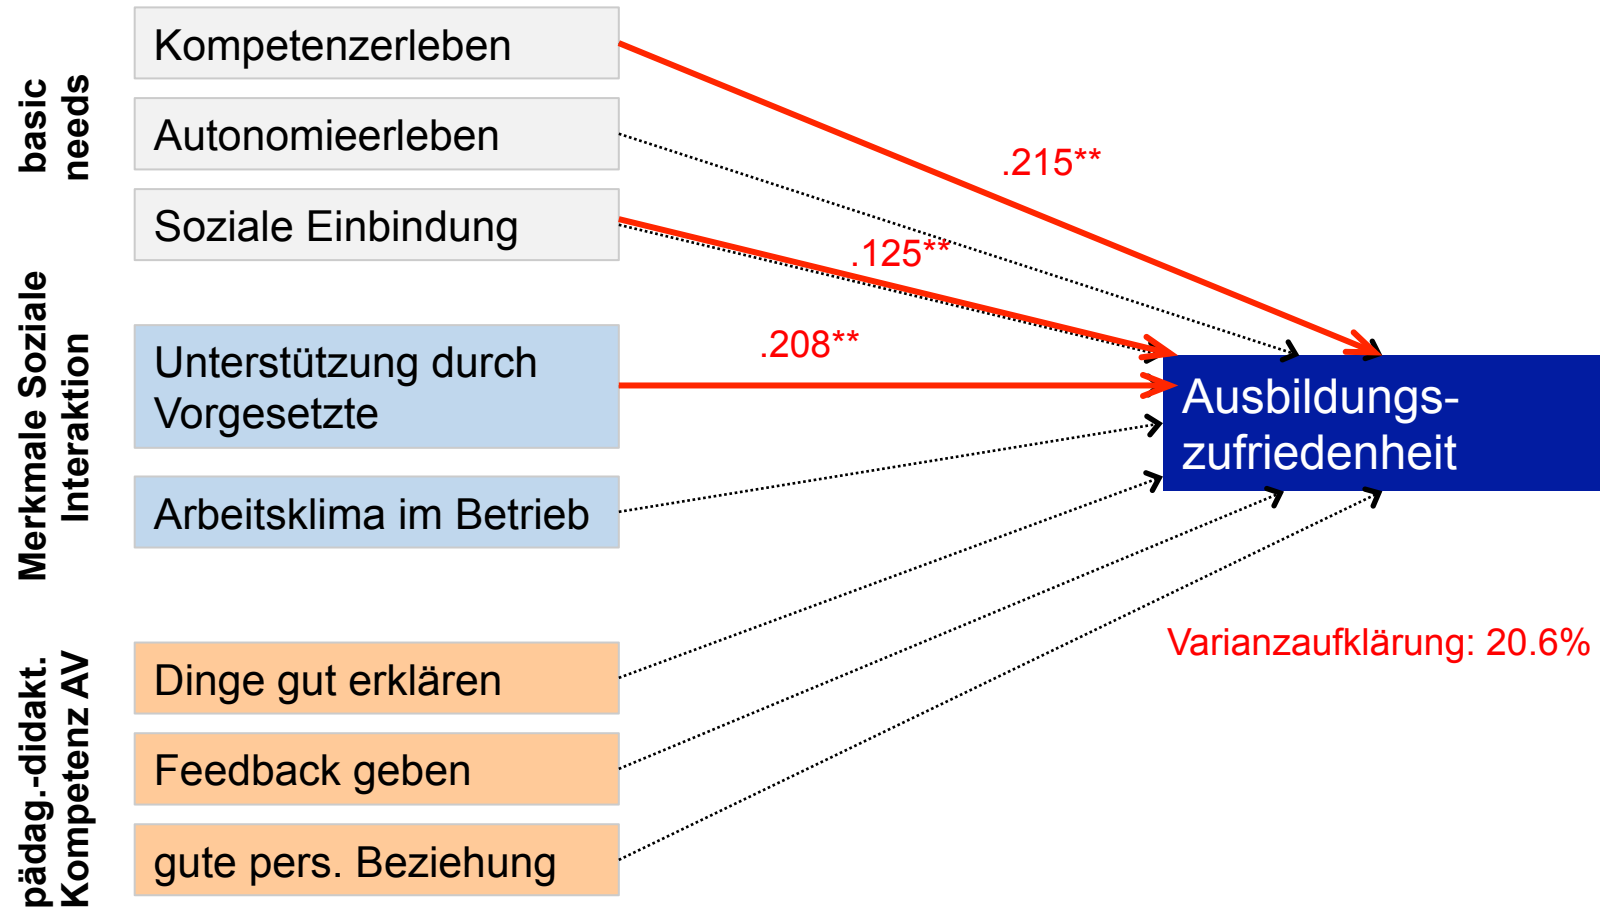 basic
needs
Kompetenzerleben
Autonomieerleben
Soziale Einbindung
.215**
.125**
.208**
Merkmale Soziale
Interaktion
Unterstützung durch
Vorgesetzte
Arbeitsklima im Betrieb
Ausbildungs-
zufriedenheit
Varianzaufklärung: 20.6%
pädag.-didakt.
Kompetenz AV
Dinge gut erklären
Feedback geben
gute pers. Beziehung